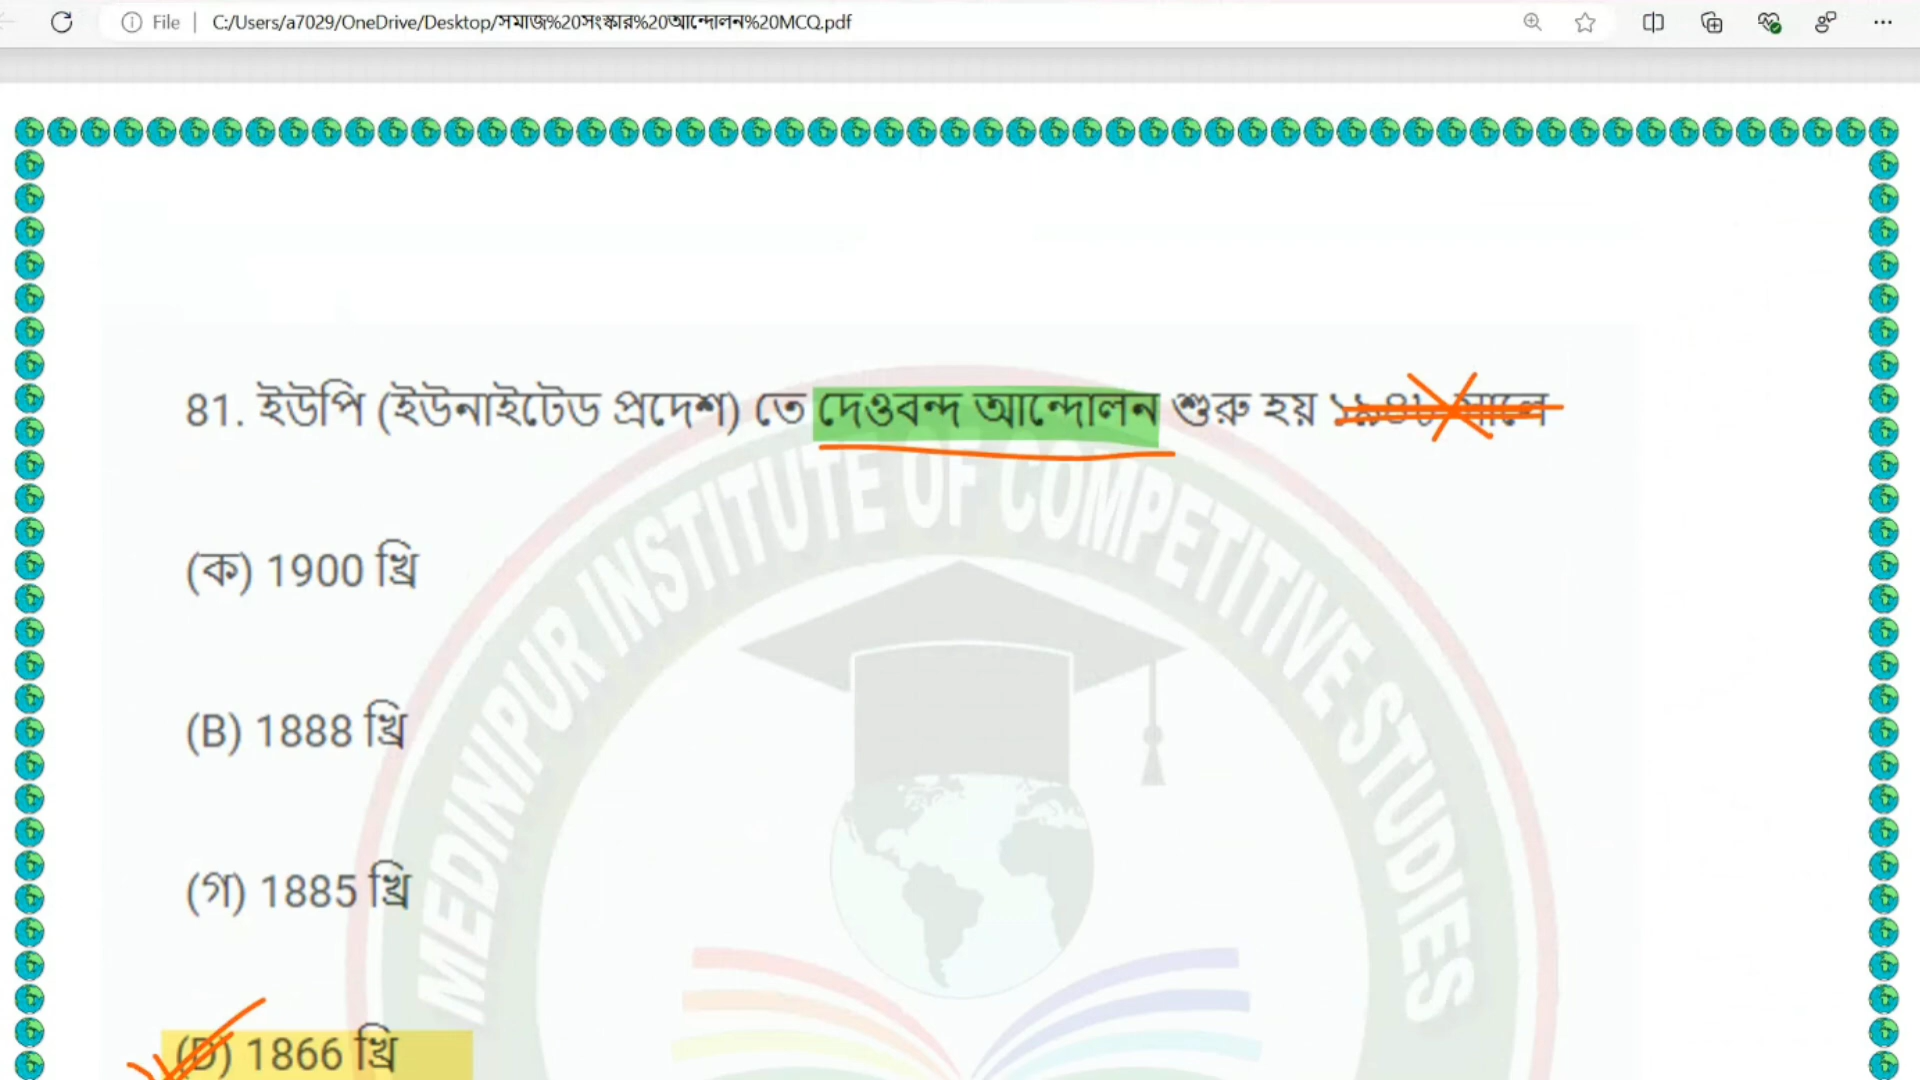 File C:/Users/a7029/OneDrive/Desktop/সমাজ%20সংস্কার%20আন্দোলন%20MCQ.pdf
81. ইউপি (ইউনাইটেড প্রদেশ) তে দেওবন্দ আন্দোলন শুরু হয়
(ক) 1900 খ্রি
(B) 1888 খ্রি
(গ) 1885 খ্রি
(D) 1866 খ্রি
MEDINIPUR INSTITUTE OF COMPETITIVE STUDIES